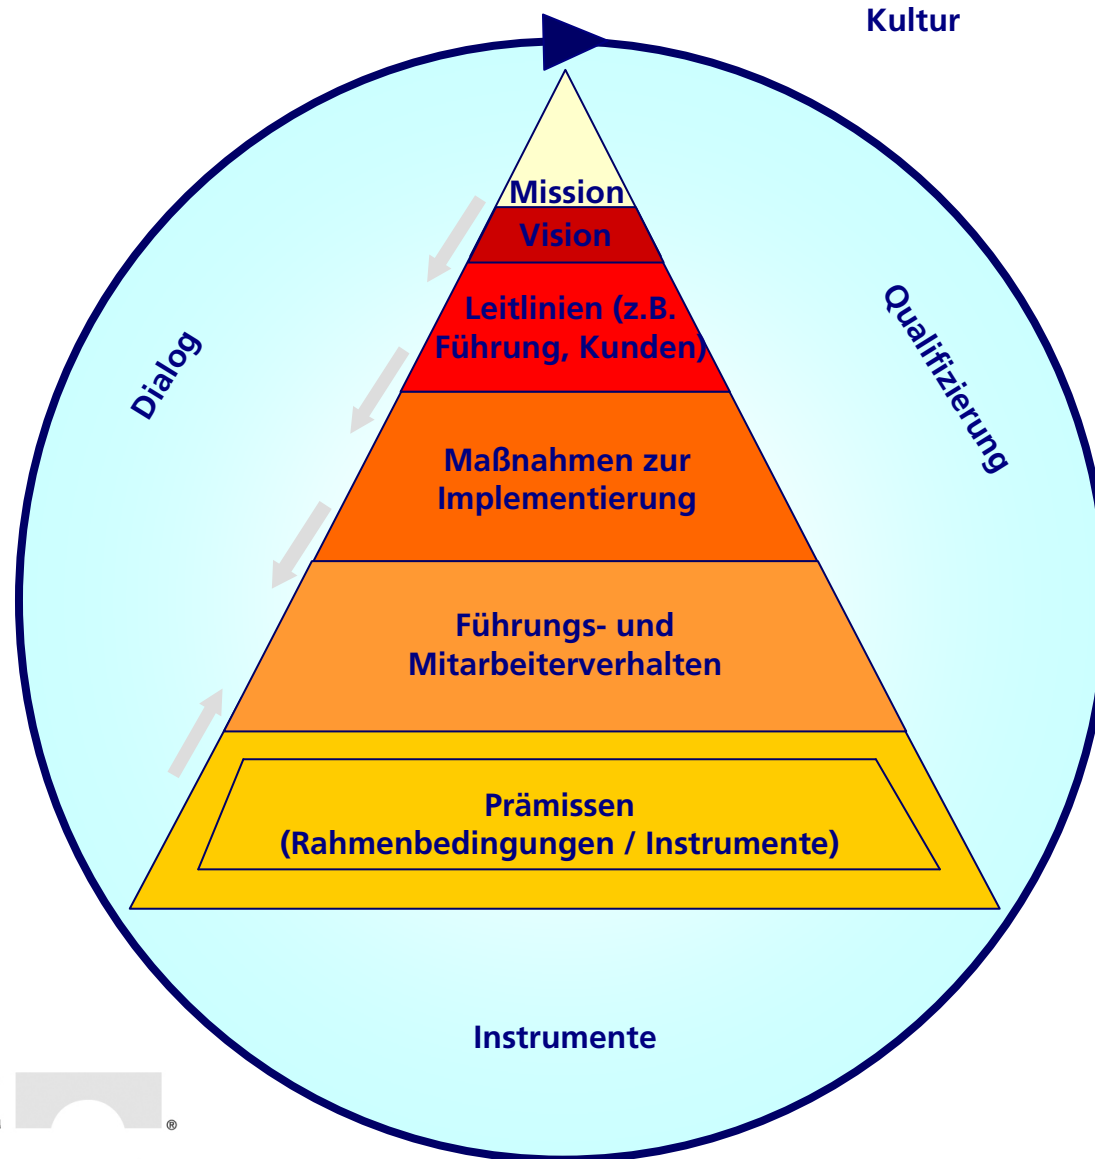 Kultur
Mission
Vision
Leitlinien (z.B.
Führung, Kunden)
Dialog
Qualifizierung
Maßnahmen zur
Implementierung
Führungs- und
Mitarbeiterverhalten
Prämissen
(Rahmenbedingungen / Instrumente)
Instrumente
®